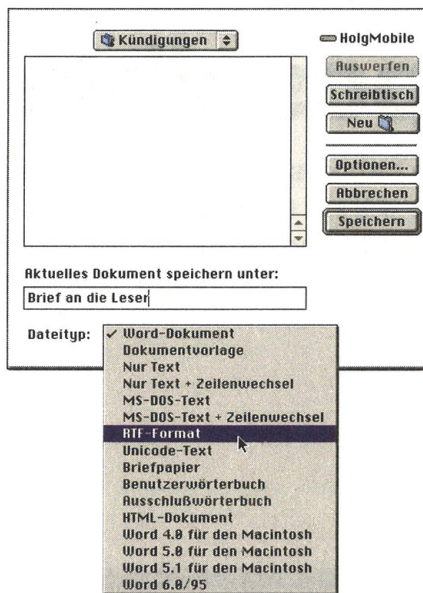 Kündigungen
HolgMobile
Auswerfen
Schreibtisch
Neu
Optionen...
Abbrechen
Speichern
Aktuelles Dokument speichern unter:
Brief an die Leser
Dateityp:
Word-Dokument
Dokumentvorlage
Nur Text
Nur Text + Zeilenwechsel
MS-DOS-Text
MS-DOS-Text + Zeilenwechsel
RTF-Format
Unicode-Text
Briefpapier
Benutzerwörterbuch
Ausschlußwörterbuch
HTML-Dokument
Word 4.0 für den Macintosh
Word 5.0 für den Macintosh
Word 5.1 für den Macintosh
Word 6.0/95